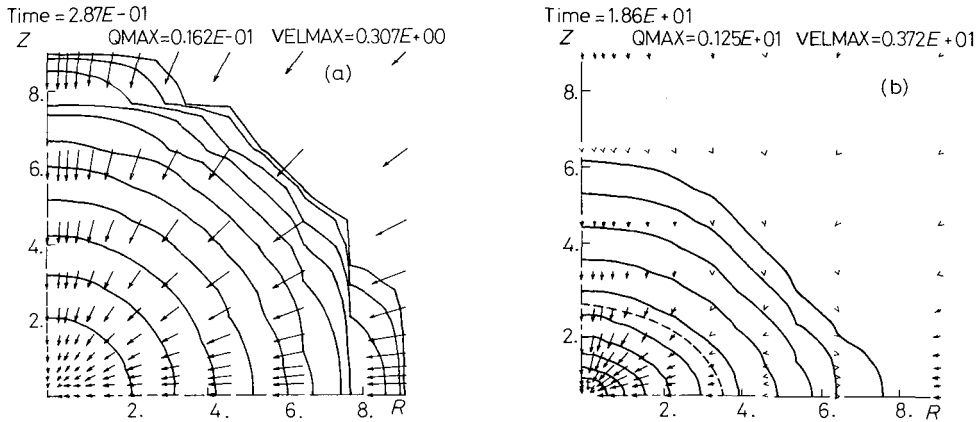 Time = 2.87E-01
Z
QMAX=0.162E-01 VELMAX=0.307E+00
(a)
8.
6.
4.
2.
2. 4. 6. 8. R
Time=1.86E+01
Z
QMAX=0.125E+01 VELMAX=0.372E+01
(b)
8.
6.
4.
2.
2. 4. 6. 8. R